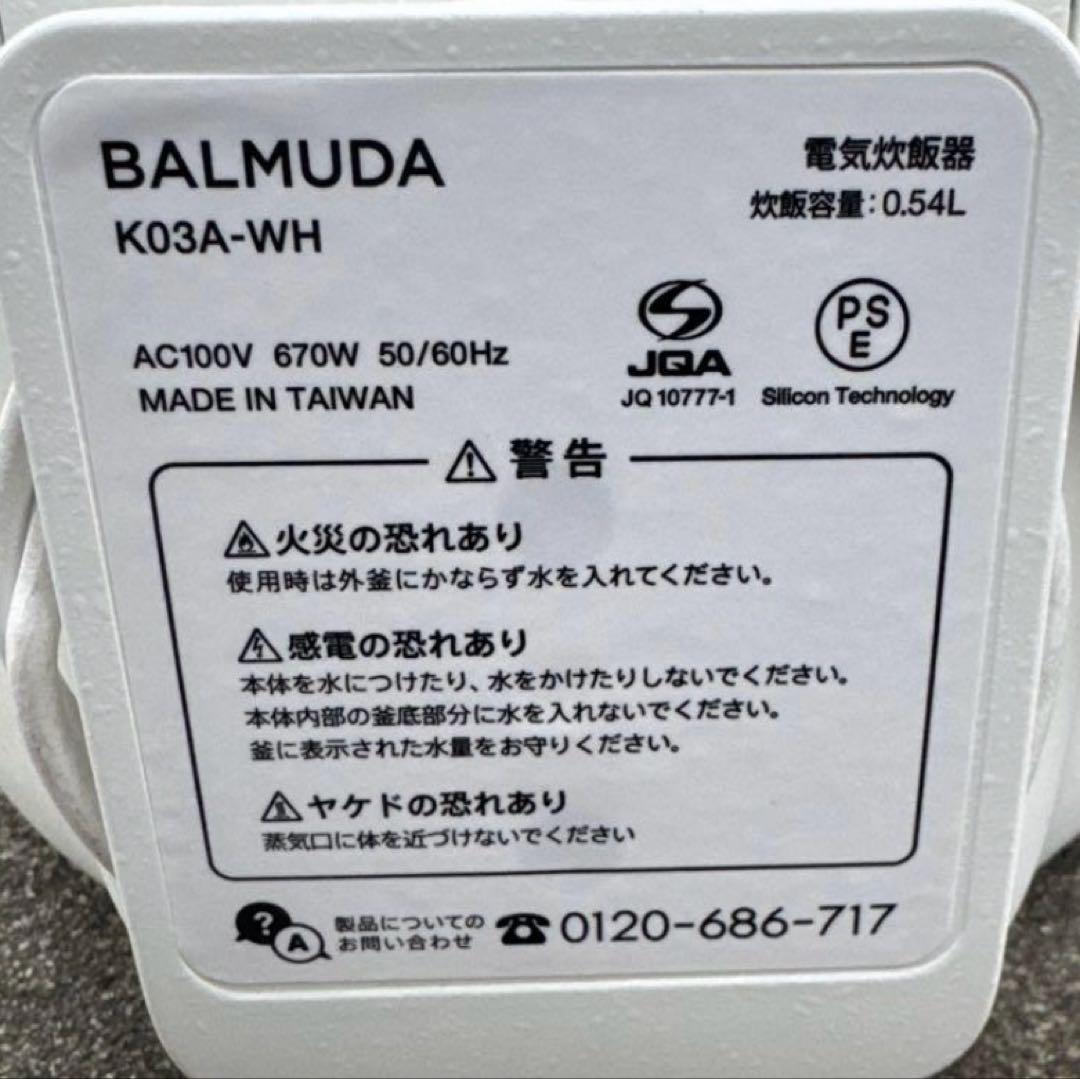 BALMUDA
K03A-WH
電気炊飯器
炊飯容量:0.54L
AC100V 670W 50/60Hz
MADE IN TAIWAN
JQA
JQ 10777-1
PS
E
Silicon Technology
警告
火災の恐れあり
使用時は外釜にかならず水を入れてください。
感電の恐れあり
本体を水につけたり、水をかけたりしないでください。
本体内部の釜底部分に水を入れないでください。
釜に表示された水量をお守りください。
ヤケドの恐れあり
蒸気口に体を近づけないでください
? A
製品についての
お問い合わせ
0120-686-717